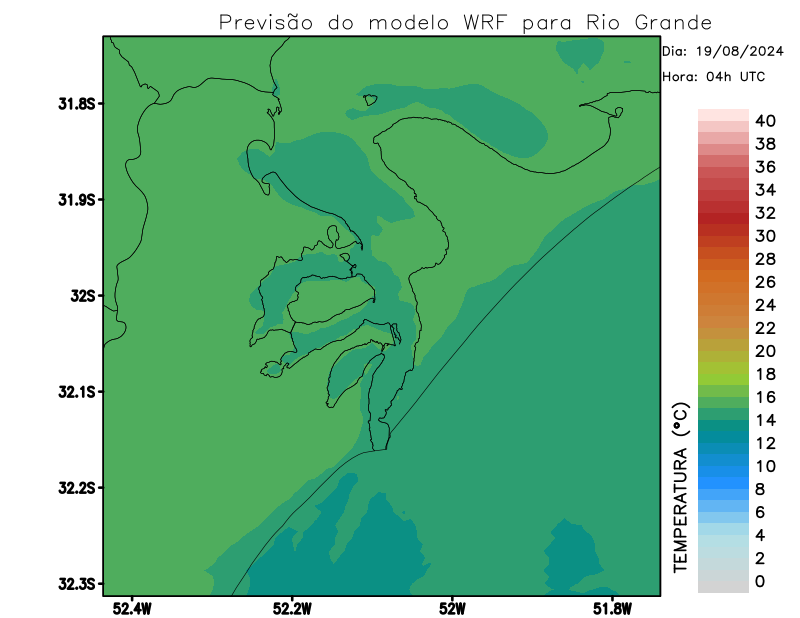 Previsão do modelo WRF para Rio Grande
Dia: 19/08/2024
Hora: 04h UTC
31.8S
31.9S
32S
32.1S
32.2S
32.3S
52.4W
52.2W
52W
51.8W
TEMPERATURA (°C)
40
38
36
34
32
30
28
26
24
22
20
18
16
14
12
10
8
6
4
2
0